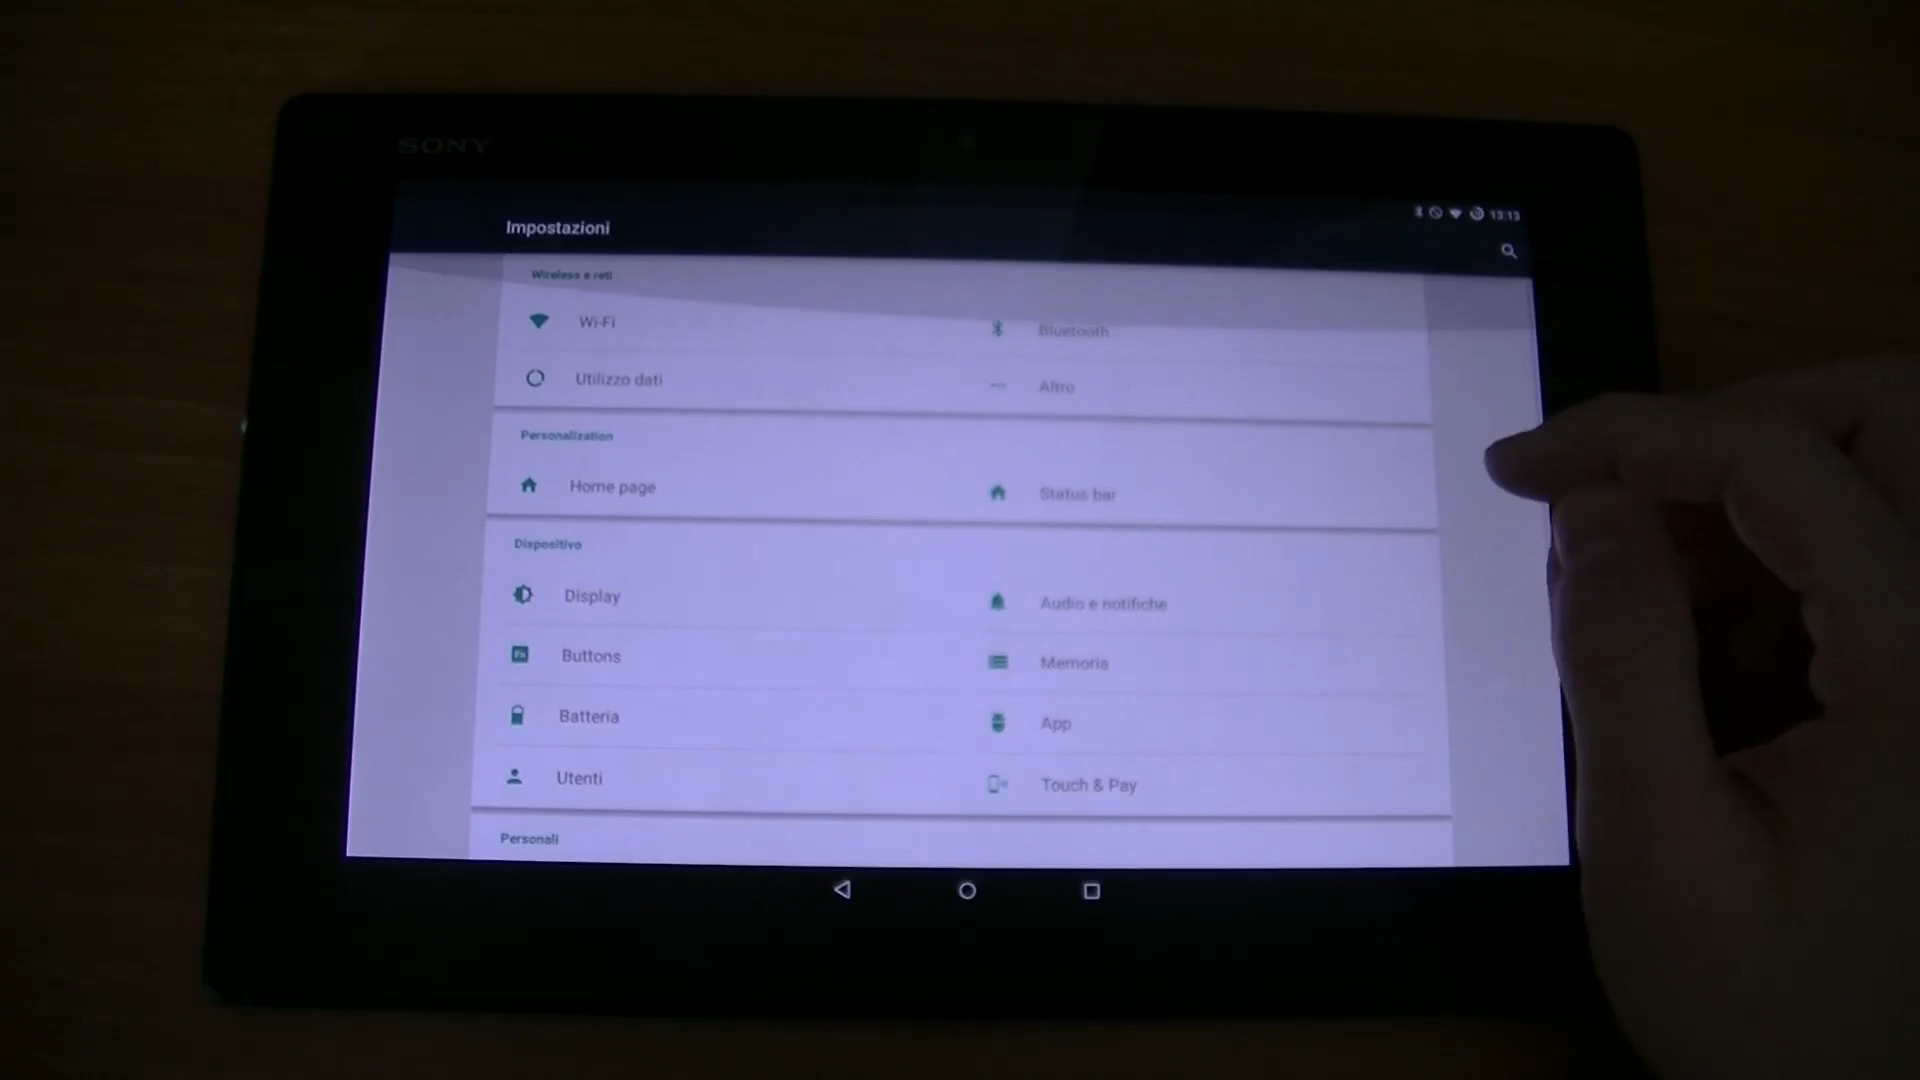 SONY
13:13
Impostazioni
Wireless e reti
Wi-Fi
Bluetooth
Utilizzo dati
Altro
Personalization
Home page
Status bar
Dispositivo
Display
Audio e notifiche
Buttons
Memoria
Batteria
App
Utenti
Touch & Pay
Personali